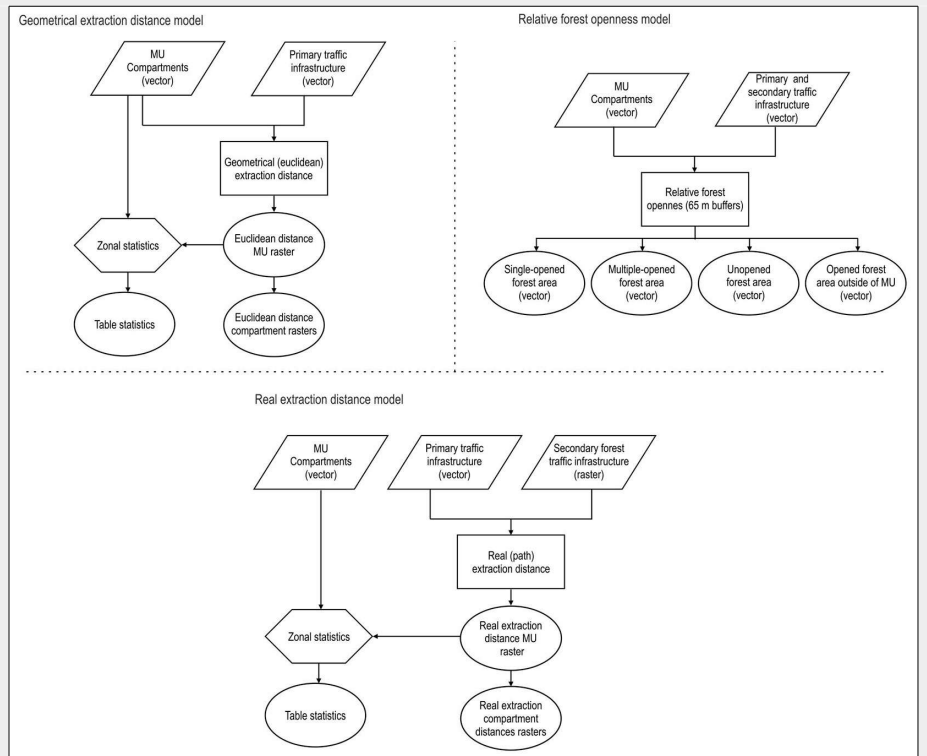 Geometrical extraction distance model
MU
Compartments
(vector)
Primary traffic
infrastructure
(vector)
Geometrical (euclidean)
extraction distance
Zonal statistics
Euclidean distance
MU raster
Table statistics
Euclidean distance
compartment rasters
Relative forest openness model
MU
Compartments
(vector)
Primary and
secondary traffic
infrastructure
(vector)
Relative forest
opennes (65 m buffers)
Single-opened
forest area
(vector)
Multiple-opened
forest area
(vector)
Unopened
forest area
(vector)
Opened forest
area outside of MU
(vector)
Real extraction distance model
MU
Compartments
(vector)
Primary traffic
infrastructure
(vector)
Secondary forest
traffic infrastructure
(raster)
Real (path)
extraction distance
Zonal statistics
Real extraction
distance MU
raster
Table statistics
Real extraction
compartment
distances rasters